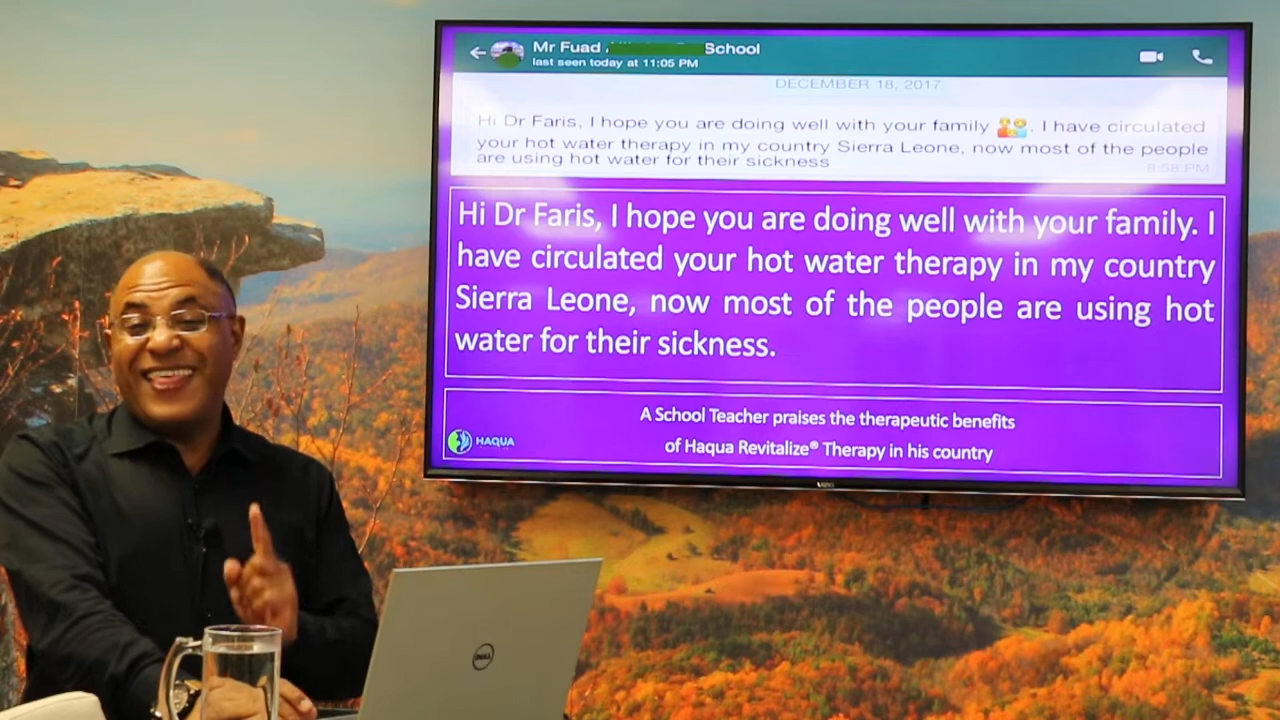 Mr Fuad
School
last seen today at 11:05 PM
DECEMBER 18, 2017
Hi Dr Faris, I hope you are doing well with your family 👨‍👩‍👦. I have circulated
your hot water therapy in my country Sierra Leone, now most of the people
are using hot water for their sickness
8:58 PM
Hi Dr Faris, I hope you are doing well with your family. I
have circulated your hot water therapy in my country
Sierra Leone, now most of the people are using hot
water for their sickness.
A School Teacher praises the therapeutic benefits
of Haqua Revitalize® Therapy in his country
HAQUA
VIZIO
DELL